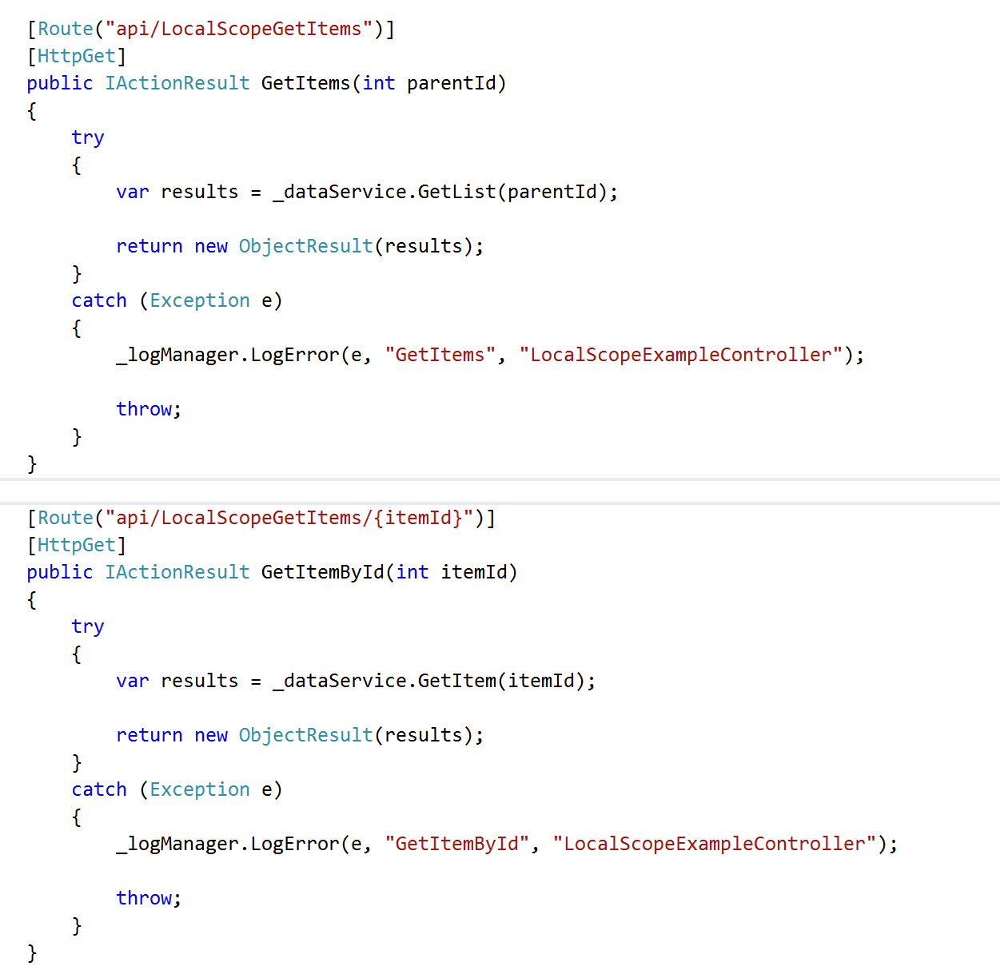 [Route("api/LocalScopeGetItems")]
[HttpGet]
public IActionResult GetItems(int parentId)
{
    try
    {
        var results = _dataService.GetList(parentId);
        return new ObjectResult(results);
    }
    catch (Exception e)
    {
        _logManager.LogError(e, "GetItems", "LocalScopeExampleController");
        throw;
    }
}
[Route("api/LocalScopeGetItems/{itemId}")]
[HttpGet]
public IActionResult GetItemById(int itemId)
{
    try
    {
        var results = _dataService.GetItem(itemId);
        return new ObjectResult(results);
    }
    catch (Exception e)
    {
        _logManager.LogError(e, "GetItemById", "LocalScopeExampleController");
        throw;
    }
}